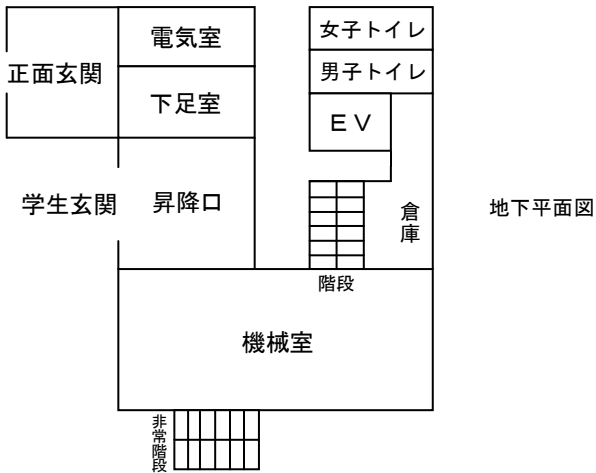 電気室
女子トイレ
男子トイレ
正面玄関
下足室
ＥＶ
学生玄関
昇降口
倉庫
地下平面図
階段
機械室
非常階段